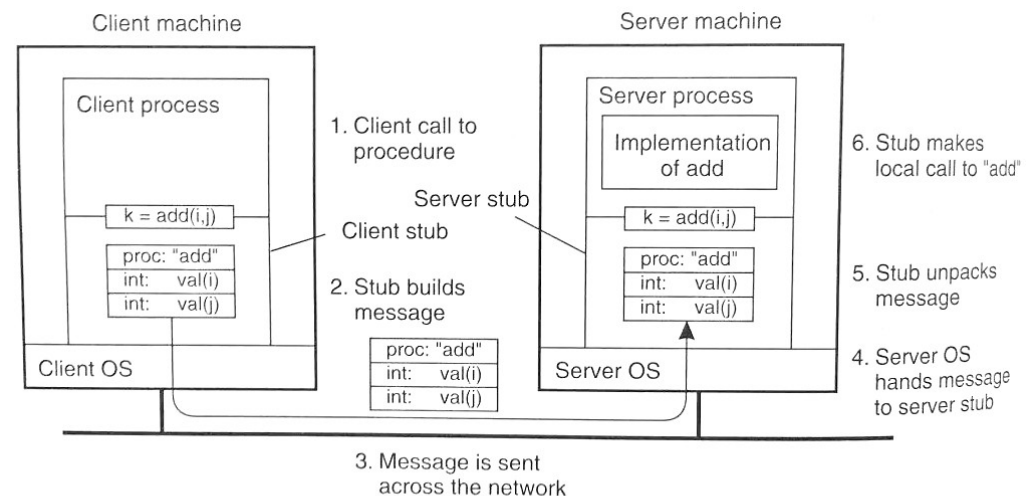 Client machine
Server machine
Client process
Server process
1. Client call to
procedure
Implementation
of add
6. Stub makes
local call to "add"
Server stub
k = add(i,j)
k = add(i,j)
Client stub
proc: "add"
int: val(i)
int: val(j)
2. Stub builds
message
proc: "add"
int: val(i)
int: val(j)
5. Stub unpacks
message
proc: "add"
int: val(i)
int: val(j)
Client OS
Server OS
4. Server OS
hands message
to server stub
3. Message is sent
across the network